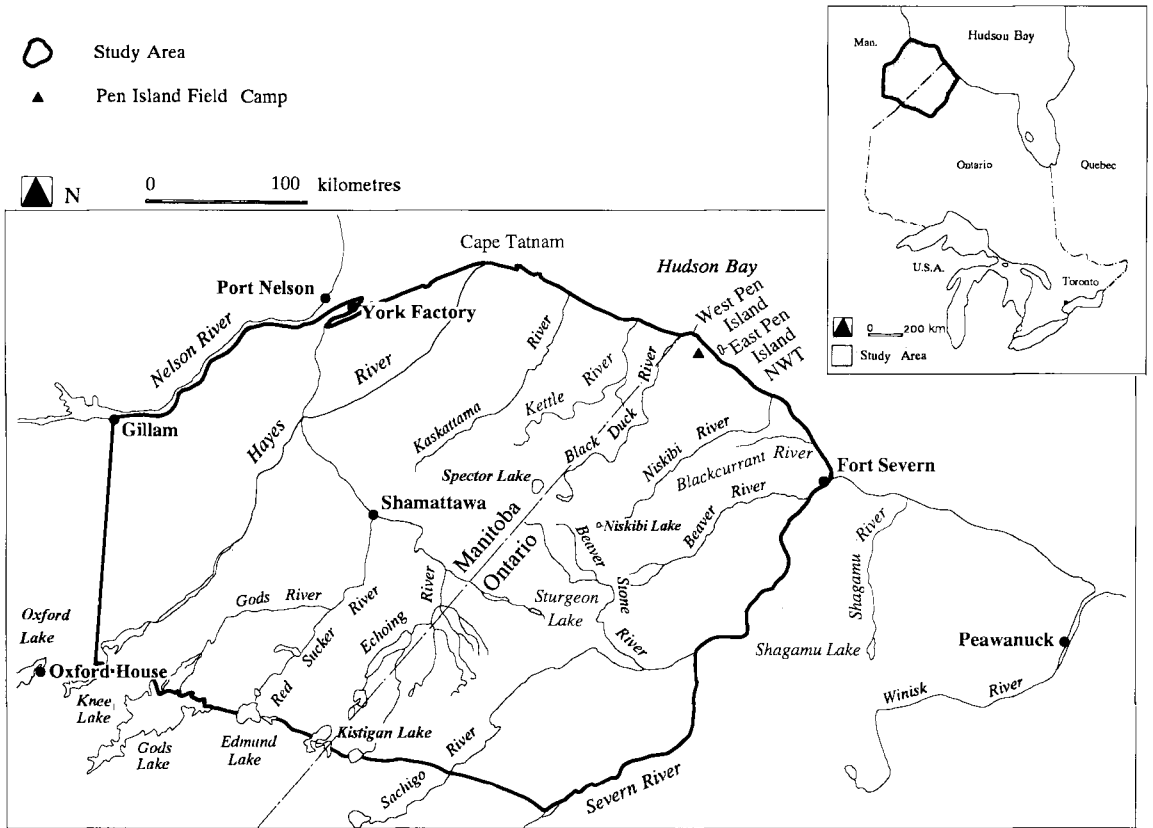 Study Area
Pen Island Field Camp
N
0 100 kilometres
Man.
Hudson Bay
Ontario
Quebec
U.S.A.
Toronto
0 200 km
Study Area
Cape Tatnam
Hudson Bay
Port Nelson
York Factory
West Pen
Island
East Pen
Island
NWT
Nelson River
River
River
Kettle River
Black Duck River
Gillam
Hayes
Kaskattama
Niskibi River
Blackcurrant River
Fort Severn
Spector Lake
Shamattawa
Manitoba
Ontario
Niskibi Lake
Beaver River
Beaver Stone River
Shagamu River
Gods River
Red Sucker River
Echoing River
Sturgeon
Lake
Oxford
Lake
Oxford House
Shagamu Lake
Peawanuck
Knee
Lake
Gods
Lake
Edmund
Lake
Kistigan Lake
Winisk River
Sachigo River
Severn River